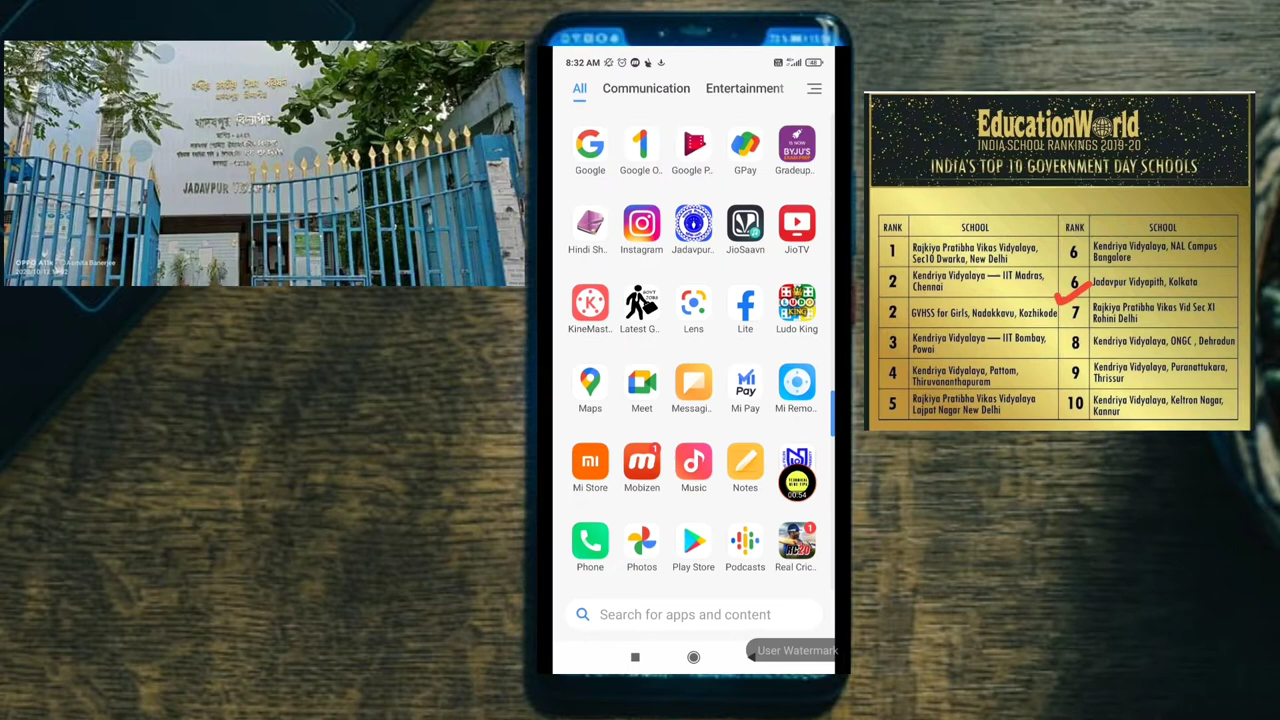 JADAVPUR
OPPO A11k Asmita Banerjee
8:32 AM
All Communication Entertainment
Google Google O.. Google P.. GPay Gradeup..
Hindi Sh.. Instagram Jadavpur.. JioSaavn JioTV
KineMast.. Latest G.. Lens Lite Ludo King
Maps Meet Messagi.. Mi Pay Mi Remo..
Mi Store Mobizen Music Notes
00:54
Phone Photos Play Store Podcasts Real Cric..
Search for apps and content
User Watermark
EducationWorld
INDIA SCHOOL RANKINGS 2019-20
INDIA'S TOP 10 GOVERNMENT DAY SCHOOLS
RANK SCHOOL RANK SCHOOL
1 Rajkiya Pratibha Vikas Vidyalaya,
Sec10 Dwarka, New Delhi
6 Kendriya Vidyalaya, NAL Campus
Bangalore
2 Kendriya Vidyalaya — IIT Madras,
Chennai
6 Jadavpur Vidyapith, Kolkata
2 GVHSS for Girls, Nadakkavu, Kozhikode
7 Rajkiya Pratibha Vikas Vid Sec XI
Rohini Delhi
3 Kendriya Vidyalaya — IIT Bombay,
Powai
8 Kendriya Vidyalaya, ONGC , Dehradun
4 Kendriya Vidyalaya, Pattom,
Thiruvananthapuram
9 Kendriya Vidyalaya, Puranattukara,
Thrissur
5 Rajkiya Pratibha Vikas Vidyalaya
Lajpat Nagar New Delhi
10 Kendriya Vidyalaya, Keltron Nagar,
Kannur